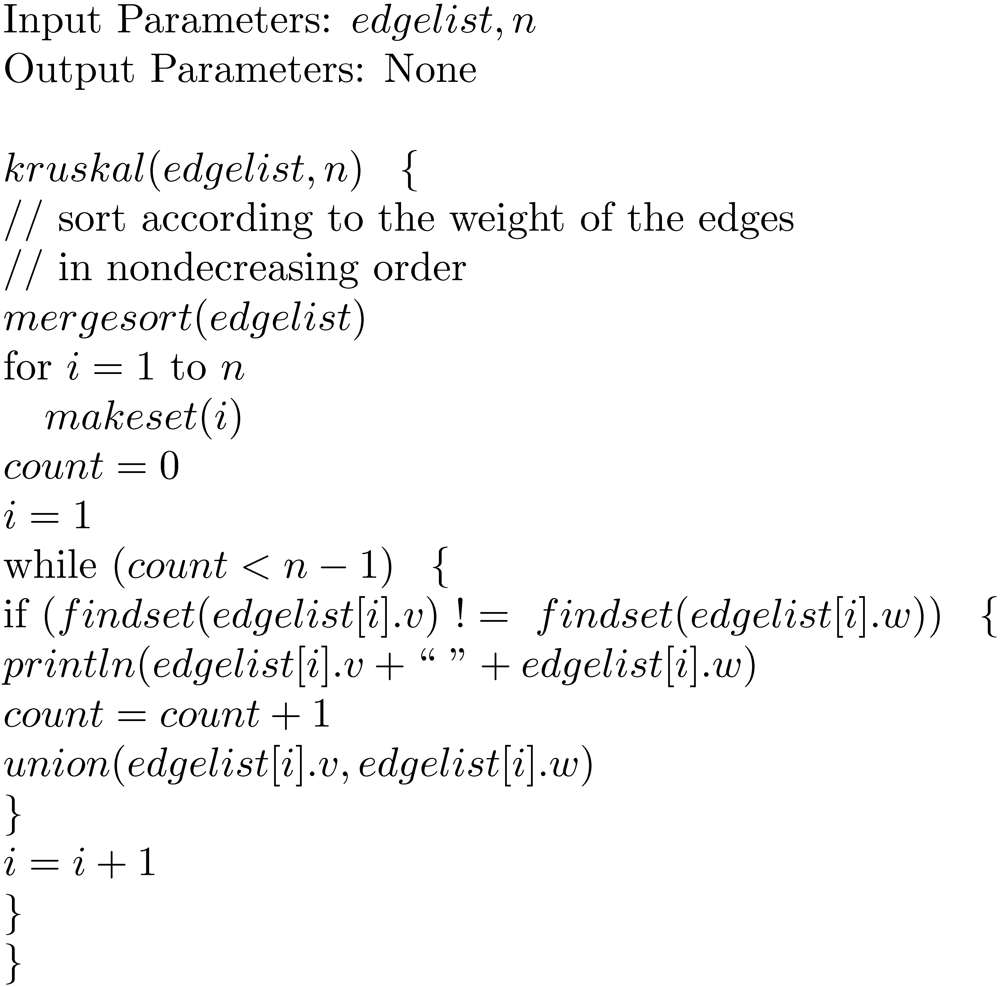 Input Parameters: edgelist, n
Output Parameters: None
kruskal(edgelist, n) {
// sort according to the weight of the edges
// in nondecreasing order
mergesort(edgelist)
for i = 1 to n
makeset(i)
count = 0
i = 1
while (count < n − 1) {
if (findset(edgelist[i].v) != findset(edgelist[i].w)) {
println(edgelist[i].v + “ ” + edgelist[i].w)
count = count + 1
union(edgelist[i].v, edgelist[i].w)
}
i = i + 1
}
}